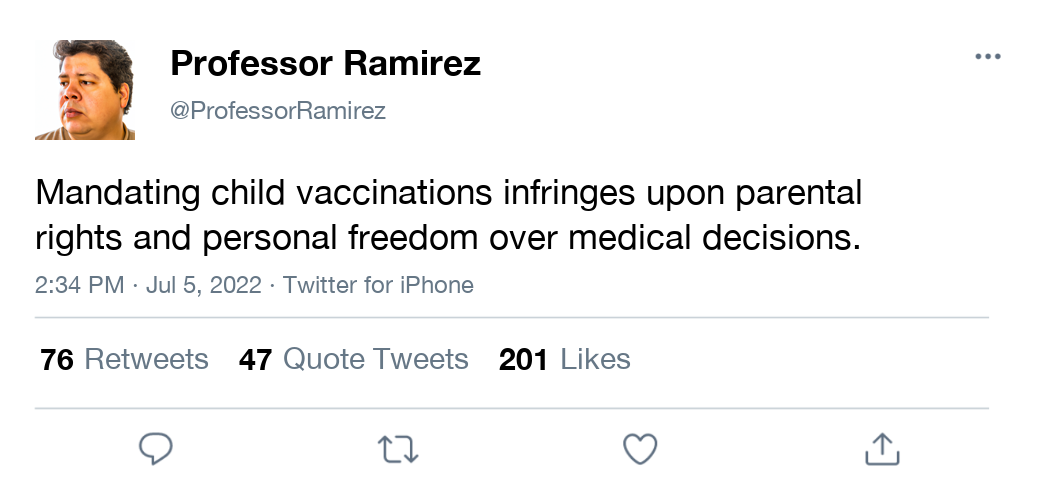 Professor Ramirez
@ProfessorRamirez
Mandating child vaccinations infringes upon parental
rights and personal freedom over medical decisions.
2:34 PM · Jul 5, 2022 · Twitter for iPhone
76 Retweets 47 Quote Tweets 201 Likes